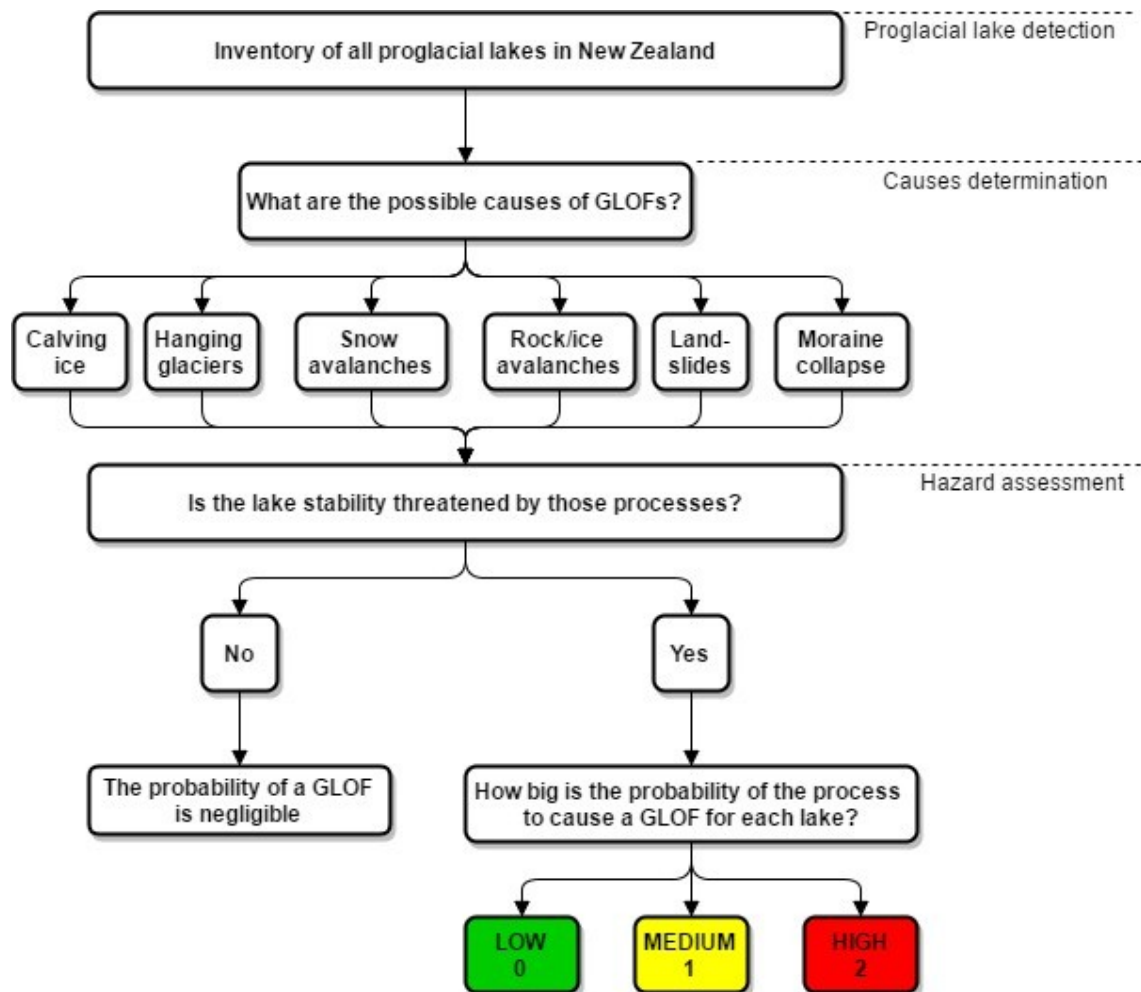 Proglacial lake detection
Inventory of all proglacial lakes in New Zealand
Causes determination
What are the possible causes of GLOFs?
Calving
ice
Hanging
glaciers
Snow
avalanches
Rock/ice
avalanches
Land-
slides
Moraine
collapse
Hazard assessment
Is the lake stability threatened by those processes?
No
Yes
The probability of a GLOF
is negligible
How big is the probability of the process
to cause a GLOF for each lake?
LOW
0
MEDIUM
1
HIGH
2